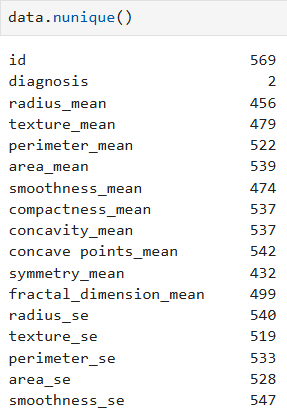 data.nunique()
id 569
diagnosis 2
radius_mean 456
texture_mean 479
perimeter_mean 522
area_mean 539
smoothness_mean 474
compactness_mean 537
concavity_mean 537
concave points_mean 542
symmetry_mean 432
fractal_dimension_mean 499
radius_se 540
texture_se 519
perimeter_se 533
area_se 528
smoothness_se 547